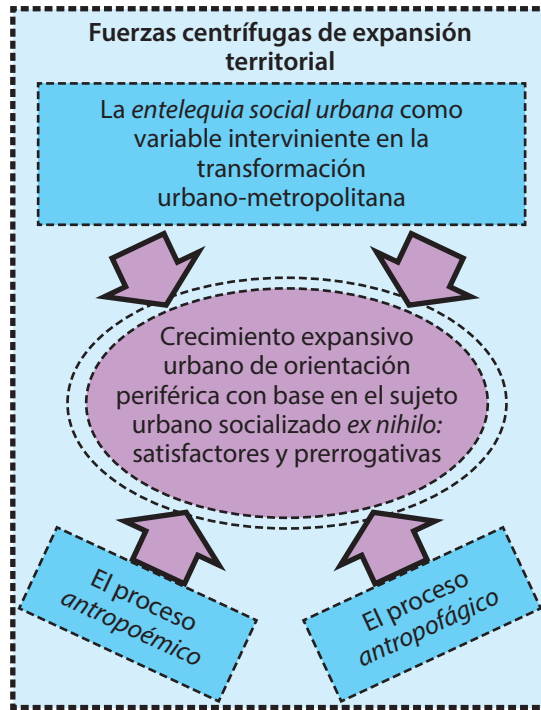 Fuerzas centrífugas de expansión
territorial
La entelequia social urbana como
variable interviniente en la
transformación
urbano-metropolitana
Crecimiento expansivo
urbano de orientación
periférica con base en el sujeto
urbano socializado ex nihilo:
satisfactores y prerrogativas
El proceso
antropoémico
El proceso
antropofágico